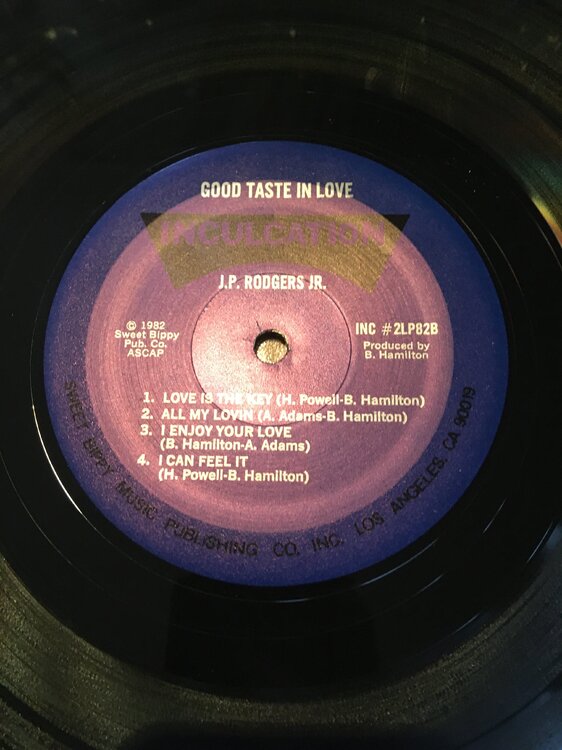 GOOD TASTE IN LOVE
INCULCATION
J.P. RODGERS JR.
© 1982
Sweet Bippy
Pub. Co.
ASCAP
INC #2LP82B
Produced by
B. Hamilton
1. LOVE IS THE KEY (H. Powell-B. Hamilton)
2. ALL MY LOVIN (A. Adams-B. Hamilton)
3. I ENJOY YOUR LOVE
(B. Hamilton-A. Adams)
4. I CAN FEEL IT
(H. Powell-B. Hamilton)
SWEET BIPPY MUSIC PUBLISHING CO. INC. LOS ANGELES, CA 90019